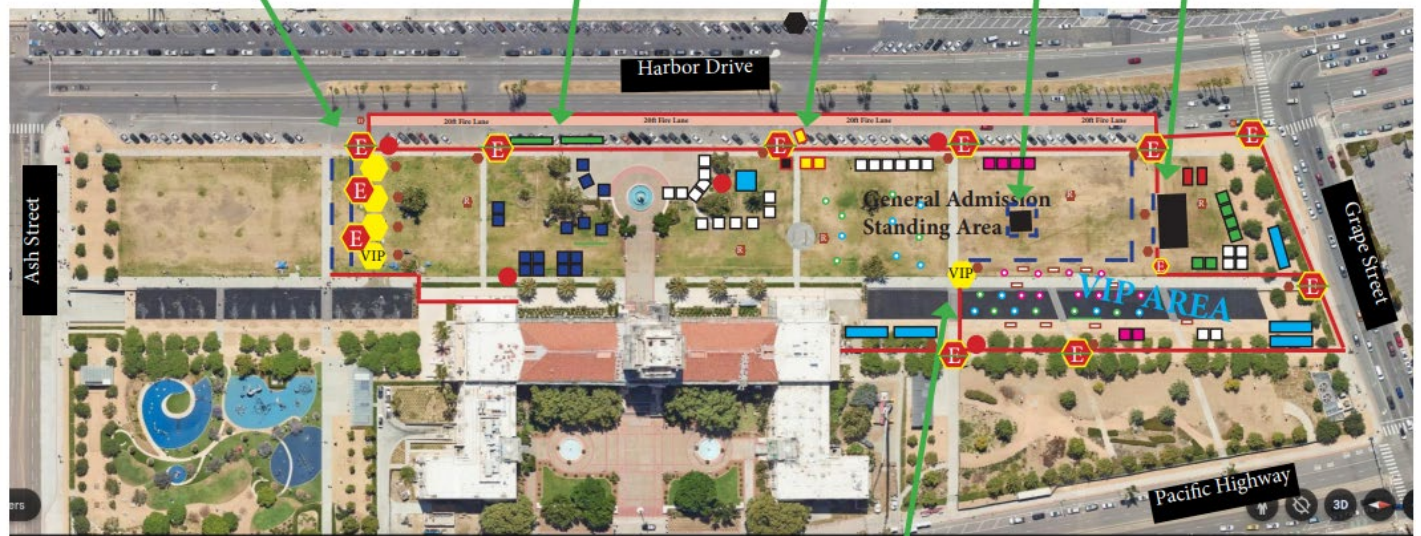 Harbor Drive
20ft Fire Lane
20ft Fire Lane
20ft Fire Lane
20ft Fire Lane
E
E
E
E
E
E
Ash Street
E
E
VIP
R
R
R
R
R
General Admission
Standing Area
VIP
E
VIP AREA
E
E
E
Grape Street
Pacific Highway
ers
3D